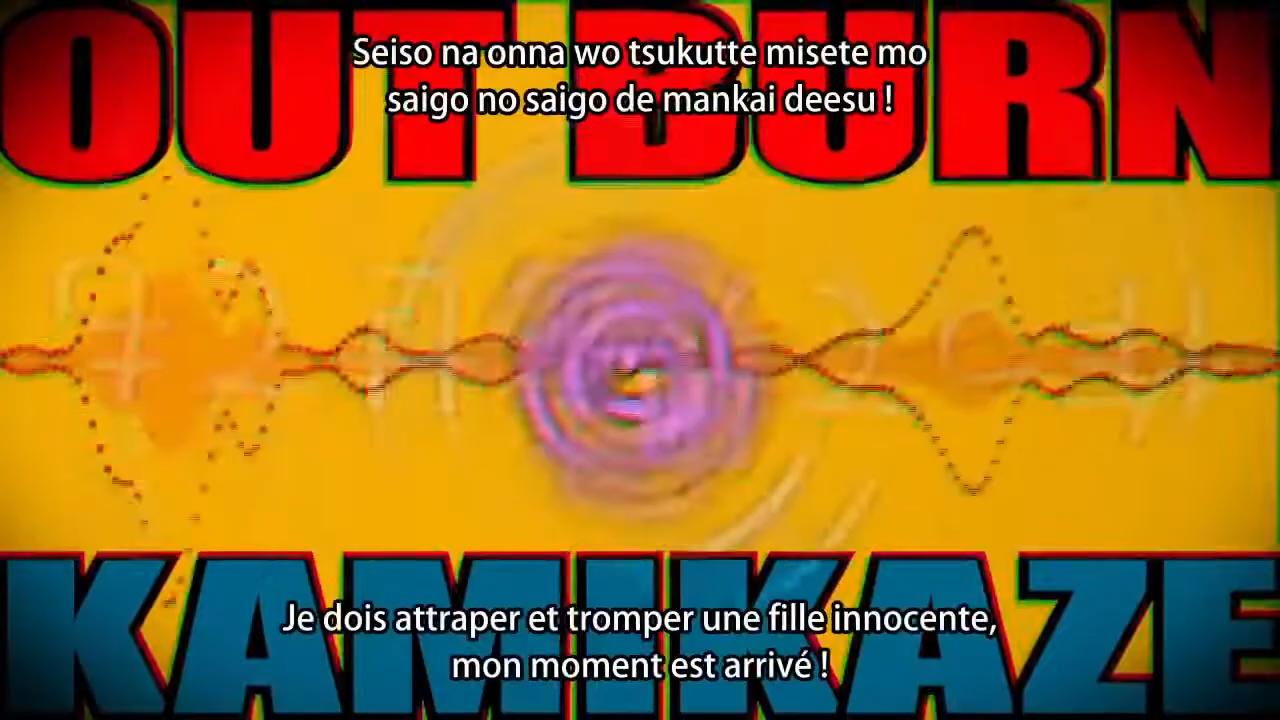 OUT BURN
Seiso na onna wo tsukutte misete mo
saigo no saigo de mankai deesu !
KAMIKAZE
Je dois attraper et tromper une fille innocente,
mon moment est arrivé !